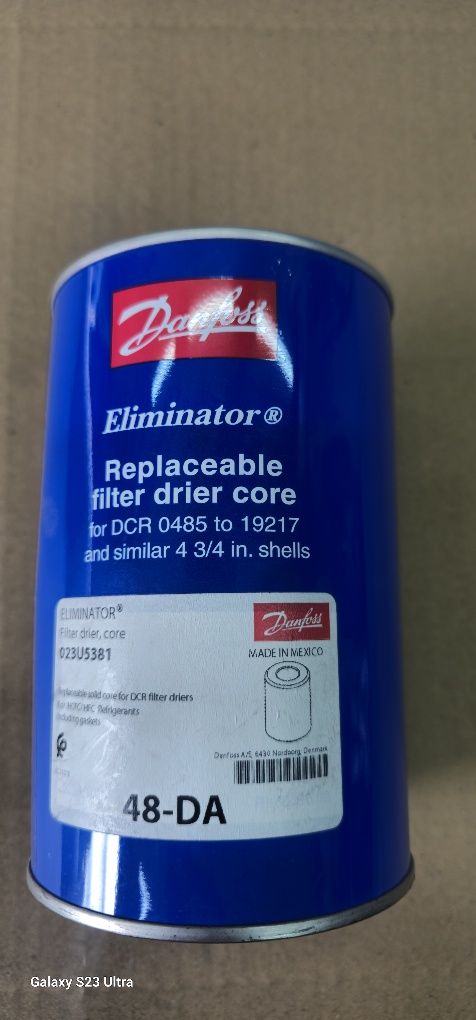 Danfoss
Eliminator®
Replaceable
filter drier core
for DCR 0485 to 19217
and similar 4 3/4 in. shells
ELIMINATOR®
Filter drier, core
023U5381
Danfoss
MADE IN MEXICO
Replaceable solid core for DCR filter driers
HFC Refrigerants
Including gaskets
Danfoss A/S, 6430 Nordborg, Denmark
48-DA
Galaxy S23 Ultra